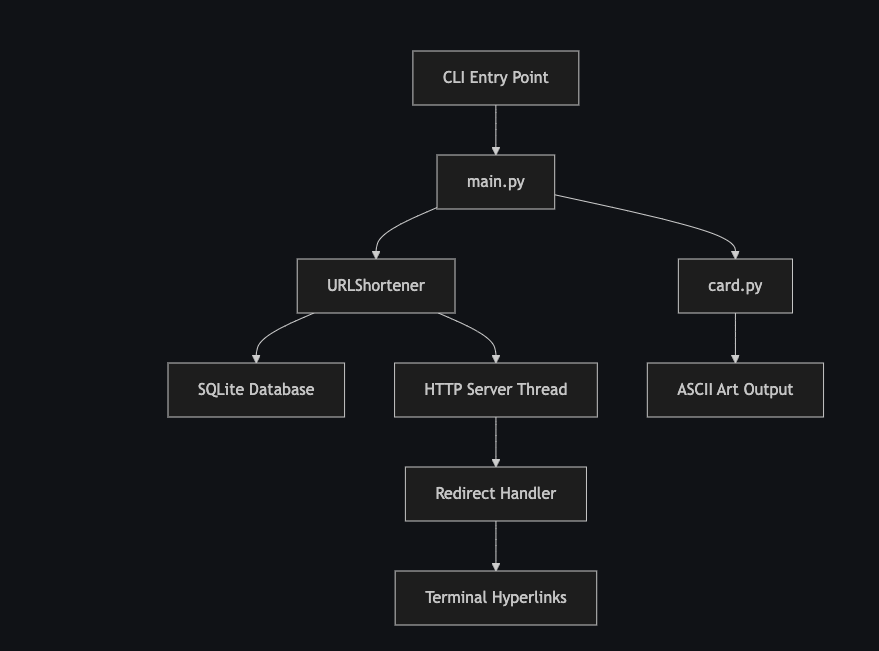 CLI Entry Point
main.py
URLShortener
card.py
SQLite Database
HTTP Server Thread
ASCII Art Output
Redirect Handler
Terminal Hyperlinks